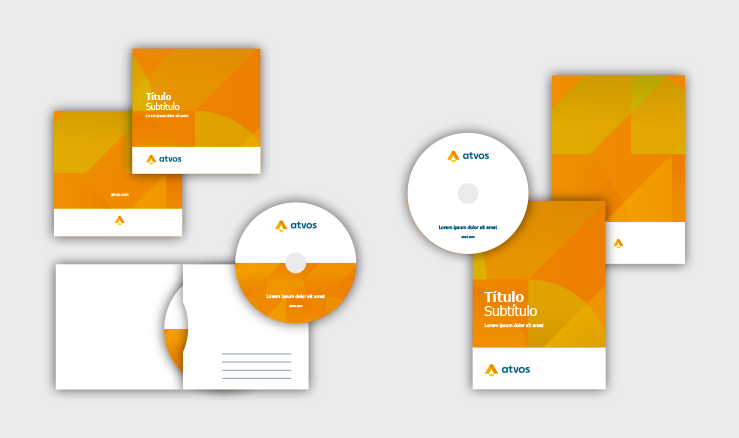 Título
Subtítulo
Lorem ipsum dolor sit amet
atvos
atvos.com
atvos
Lorem ipsum dolor sit amet
atvos.com
atvos
Lorem ipsum dolor sit amet
atvos.com
Título
Subtítulo
Lorem ipsum dolor sit amet
atvos